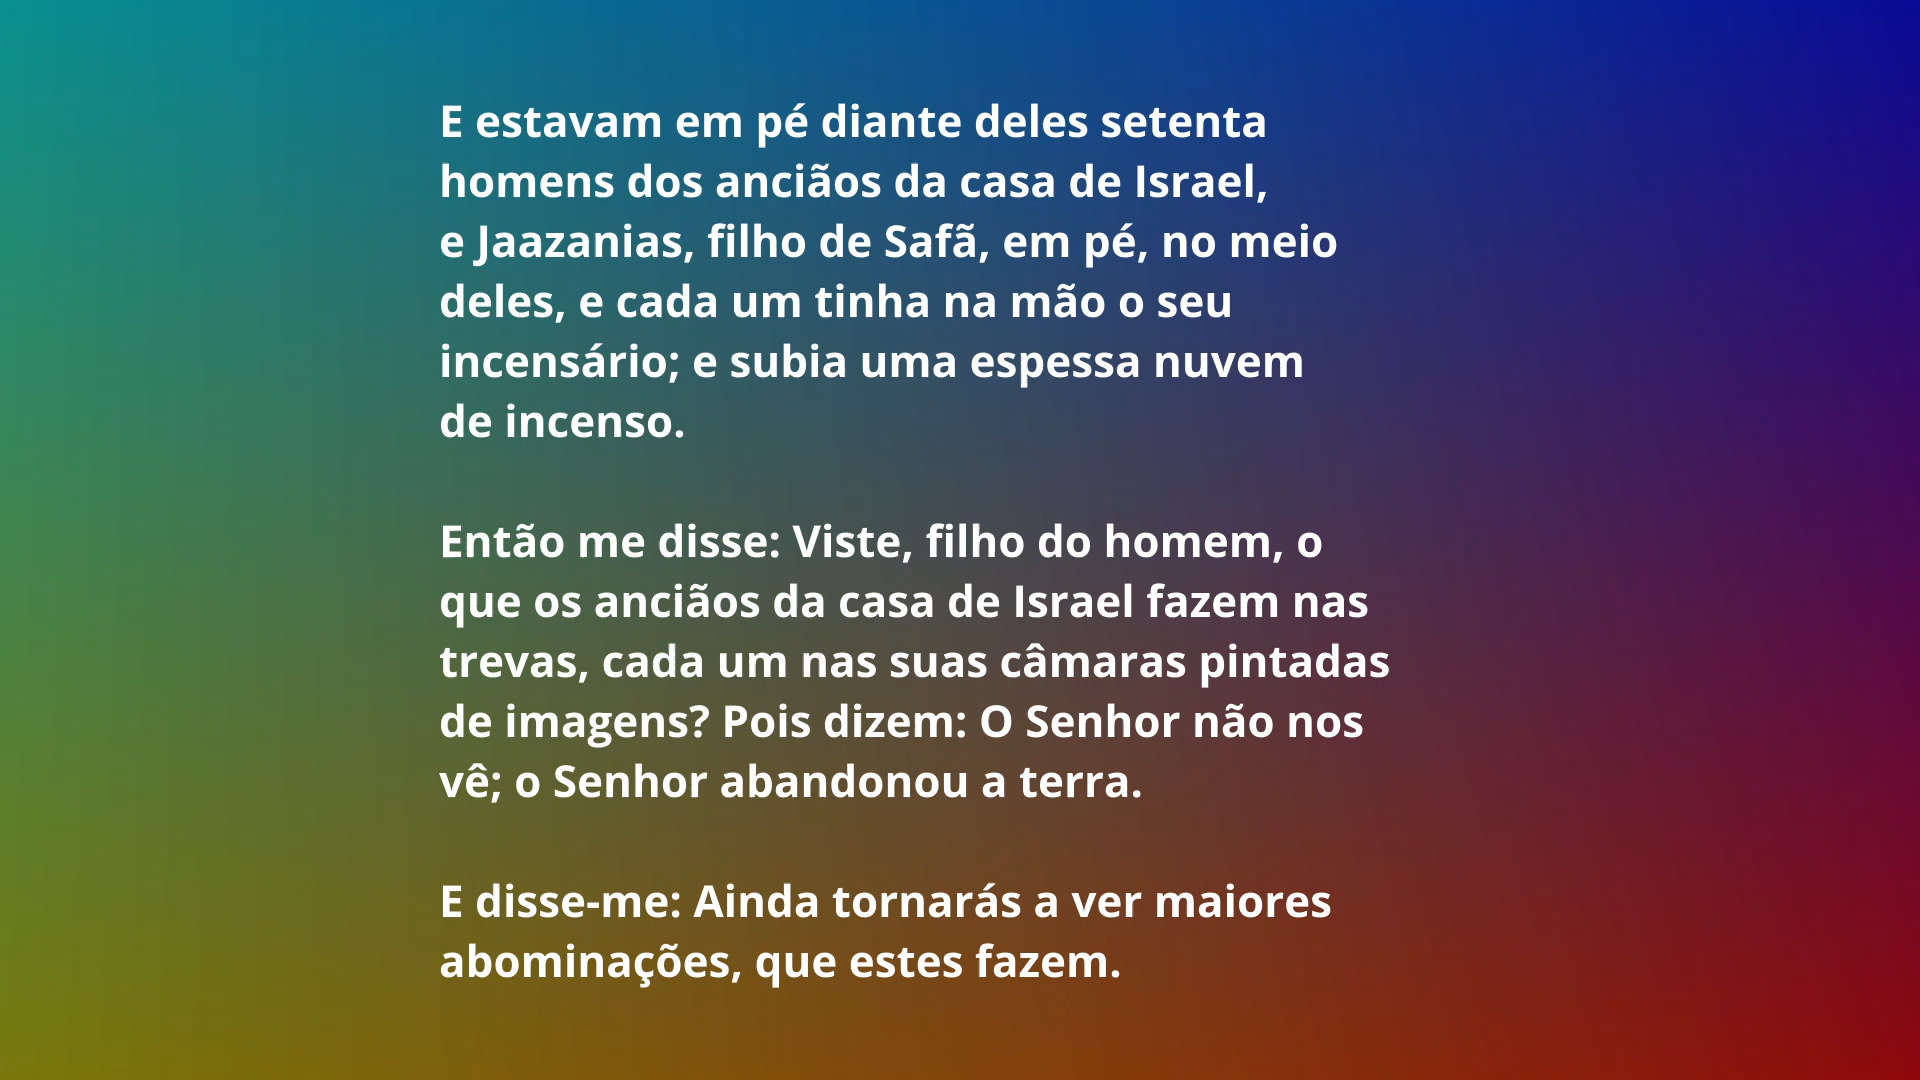 E estavam em pé diante deles setenta
homens dos anciãos da casa de Israel,
e Jaazanias, filho de Safã, em pé, no meio
deles, e cada um tinha na mão o seu
incensário; e subia uma espessa nuvem
de incenso.
Então me disse: Viste, filho do homem, o
que os anciãos da casa de Israel fazem nas
trevas, cada um nas suas câmaras pintadas
de imagens? Pois dizem: O Senhor não nos
vê; o Senhor abandonou a terra.
E disse-me: Ainda tornarás a ver maiores
abominações, que estes fazem.